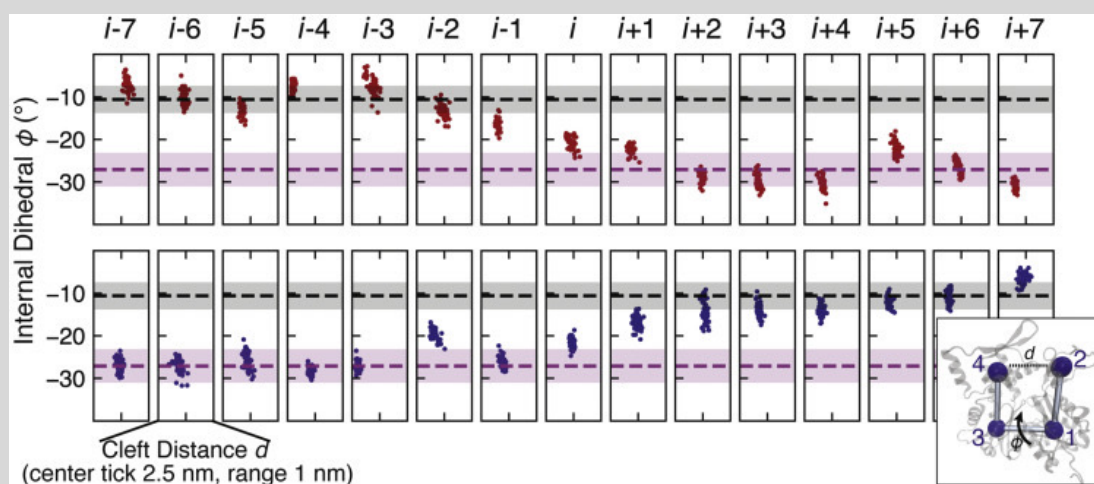 i-7 i-6 i-5 i-4 i-3 i-2 i-1 i i+1 i+2 i+3 i+4 i+5 i+6 i+7
Internal Dihedral ϕ (°)
−10
−20
−30
−10
−20
−30
Cleft Distance d
(center tick 2.5 nm, range 1 nm)
4 d 2
3 ϕ 1